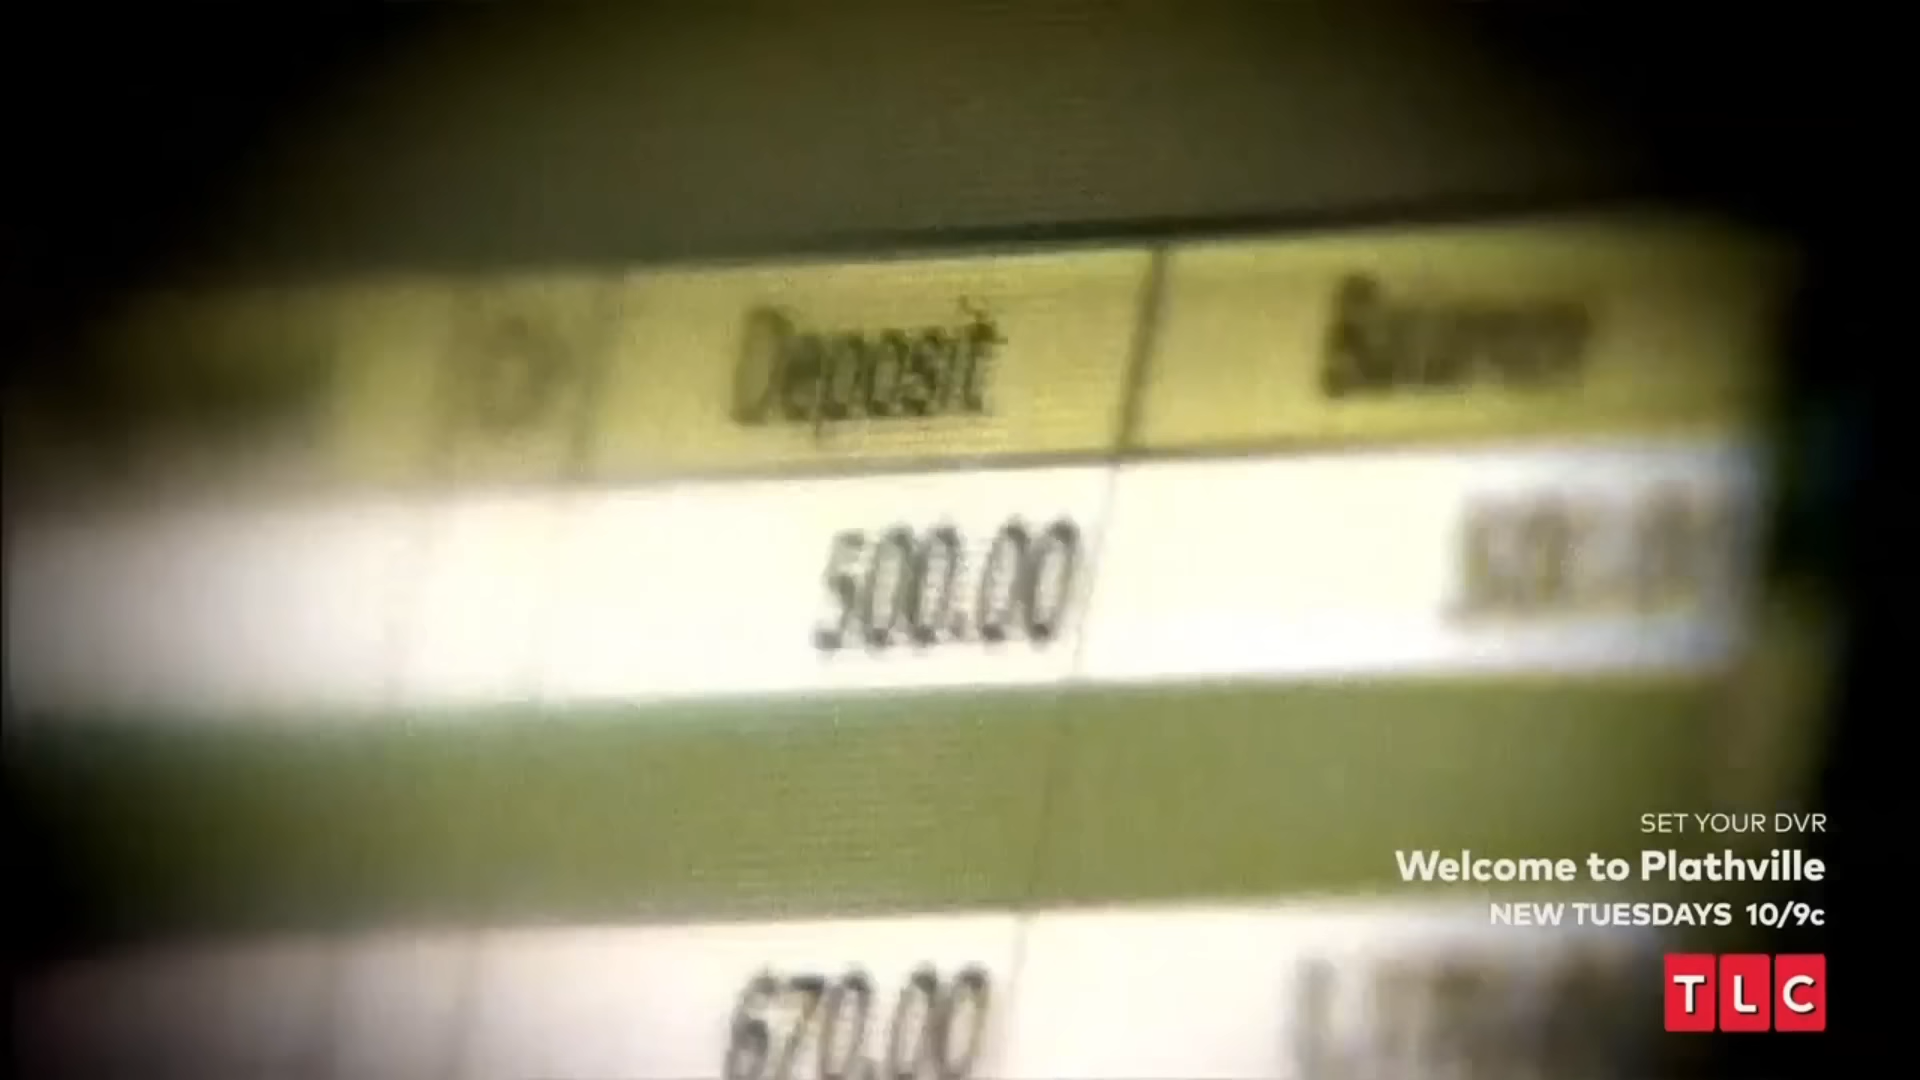 Deposit
500.00
670.00
SET YOUR DVR
Welcome to Plathville
NEW TUESDAYS 10/9c
TLC